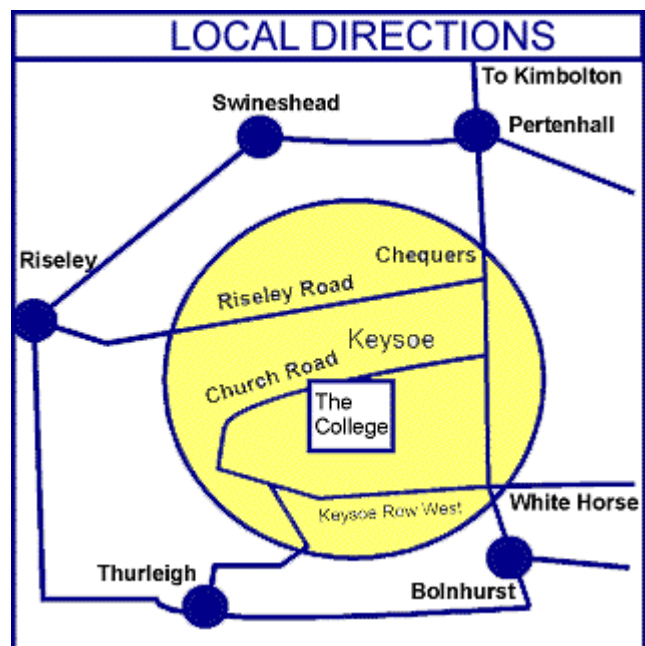 LOCAL DIRECTIONS
To Kimbolton
Swineshead
Pertenhall
Chequers
Riseley
Riseley Road
Keysoe
Church Road
The
College
White Horse
Keysoe Row West
Thurleigh
Bolnhurst